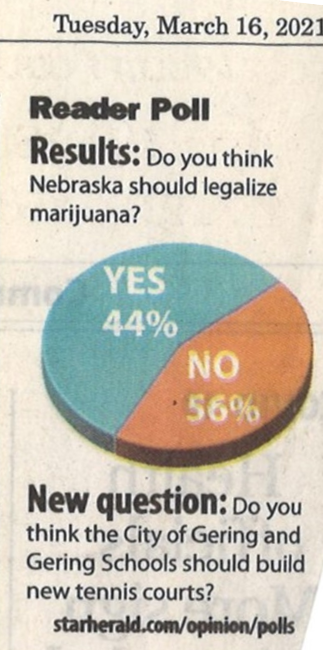 Tuesday, March 16, 2021
Reader Poll
Results: Do you think
Nebraska should legalize
marijuana?
YES
44%
NO
56%
New question: Do you
think the City of Gering and
Gering Schools should build
new tennis courts?
starherald.com/opinion/polls